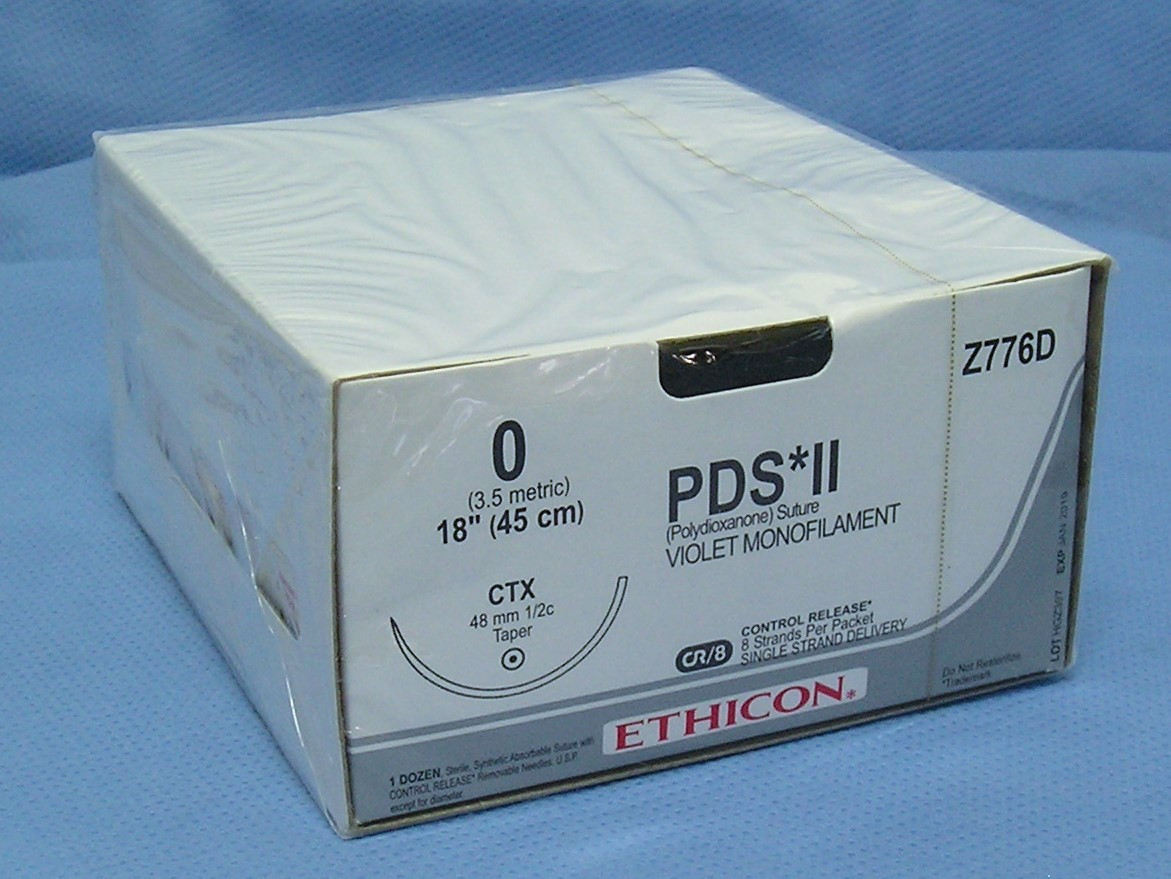 Z776D
0
(3.5 metric)
18" (45 cm)
PDS*II
(Polydioxanone) Suture
VIOLET MONOFILAMENT
CTX
48 mm 1/2c
Taper
CR/8
CONTROL RELEASE*
8 Strands Per Packet
SINGLE STRAND DELIVERY
ETHICON*
1 DOZEN, Sterile, Synthetic Absorbable Suture with
CONTROL RELEASE* Removable Needles, U.S.P.
except for diameter
Do Not Resterilize
*Trademark
LOT EXP JAN 2019